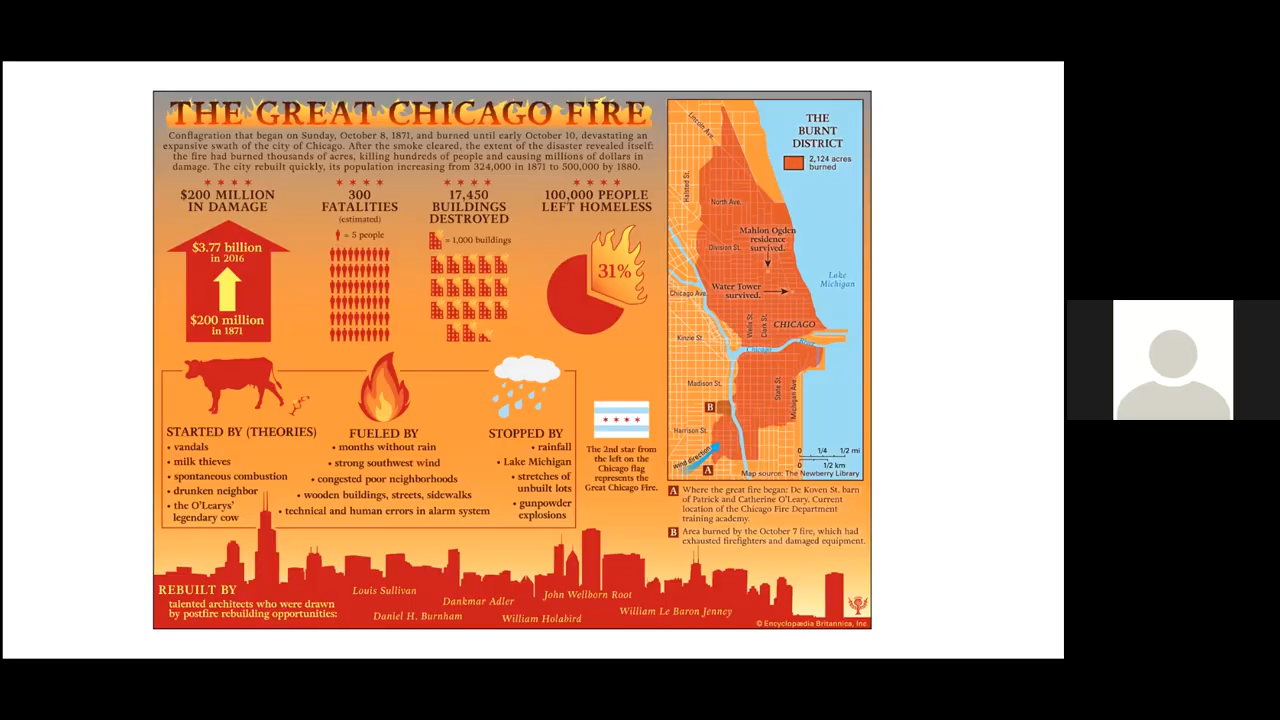 THE GREAT CHICAGO FIRE
Conflagration that began on Sunday, October 8, 1871, and burned until early October 10, devastating an
expansive swath of the city of Chicago. After the smoke cleared, the extent of the disaster revealed itself:
the fire had burned thousands of acres, killing hundreds of people and causing millions of dollars in
damage. The city rebuilt quickly, its population increasing from 324,000 in 1871 to 500,000 by 1880.
$200 MILLION
IN DAMAGE
$3.77 billion
in 2016
$200 million
in 1871
300
FATALITIES
(estimated)
= 5 people
17,450
BUILDINGS
DESTROYED
= 1,000 buildings
100,000 PEOPLE
LEFT HOMELESS
31%
STARTED BY (THEORIES)
• vandals
• milk thieves
• spontaneous combustion
• drunken neighbor
• the O'Learys'
legendary cow
FUELED BY
• months without rain
• strong southwest wind
• congested poor neighborhoods
• wooden buildings, streets, sidewalks
• technical and human errors in alarm system
STOPPED BY
• rainfall
• Lake Michigan
• stretches of
unbuilt lots
• gunpowder
explosions
The 2nd star from
the left on the
Chicago flag
represents the
Great Chicago Fire.
THE
BURNT
DISTRICT
2,124 acres
burned
Lincoln Ave.
Halsted St.
North Ave.
Mahlon Ogden
residence
survived.
Division St.
Lake
Michigan
Water Tower
survived.
Chicago Ave.
Wells St.
Clark St.
CHICAGO
Kinzie St.
Chicago River
Madison St.
State St.
Michigan Ave.
B
Harrison St.
Wind direction
A
0 1/4 1/2 mi
0 1/2 km
Map source: The Newberry Library
A Where the great fire began: De Koven St. barn
of Patrick and Catherine O'Leary. Current
location of the Chicago Fire Department
training academy.
B Area burned by the October 7 fire, which had
exhausted firefighters and damaged equipment.
REBUILT BY
talented architects who were drawn
by postfire rebuilding opportunities:
Louis Sullivan
Dankmar Adler
John Wellborn Root
Daniel H. Burnham
William Holabird
William Le Baron Jenney
© Encyclopædia Britannica, Inc.